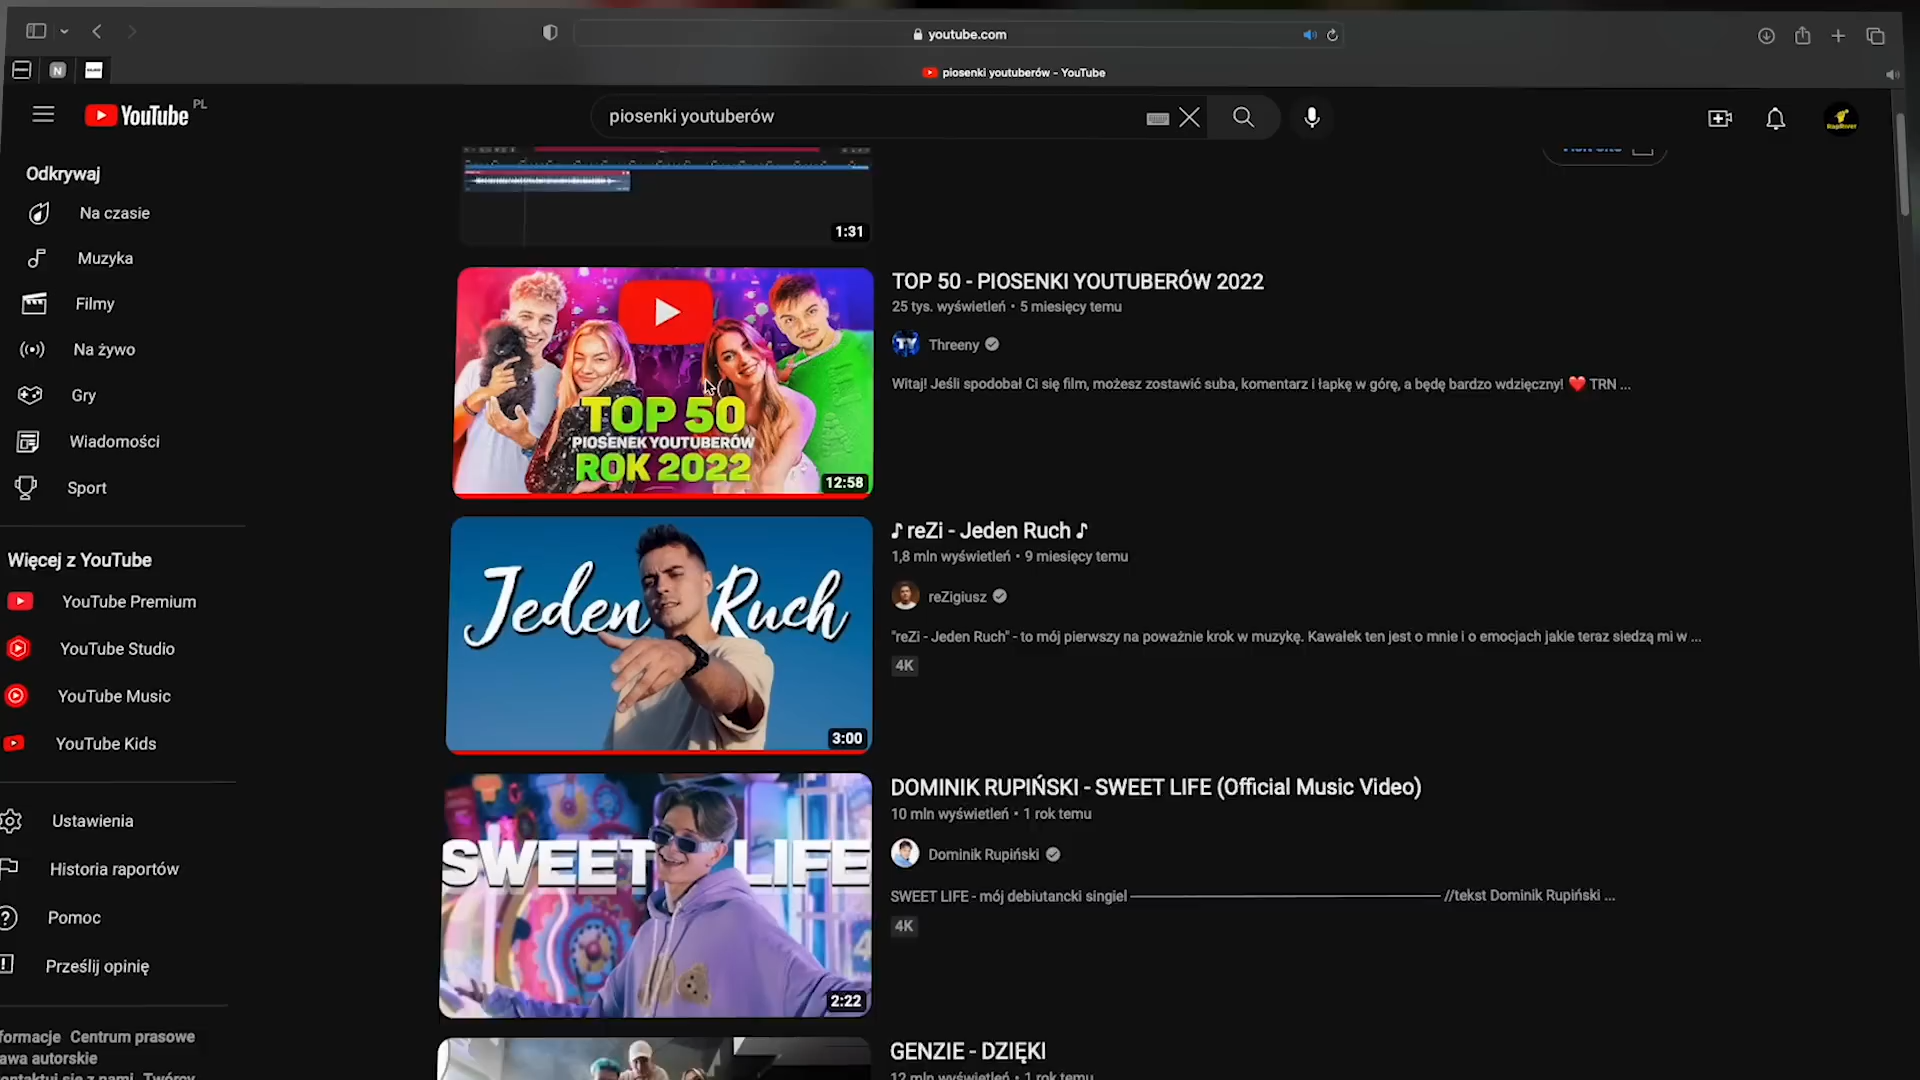 youtube.com
N
piosenki youtuberów - YouTube
YouTube PL
piosenki youtuberów
Odkrywaj
Na czasie
Muzyka
Filmy
Na żywo
Gry
Wiadomości
Sport
Więcej z YouTube
YouTube Premium
YouTube Studio
YouTube Music
YouTube Kids
Ustawienia
Historia raportów
Pomoc
Prześlij opinię
formacje Centrum prasowe
awa autorskie
1:31
TOP 50
PIOSENEK YOUTUBERÓW
ROK 2022
12:58
TOP 50 - PIOSENKI YOUTUBERÓW 2022
25 tys. wyświetleń • 5 miesięcy temu
TY
Threeny
Witaj! Jeśli spodobał Ci się film, możesz zostawić suba, komentarz i łapkę w górę, a będę bardzo wdzięczny! ❤️ TRN ...
Jeden Ruch
3:00
♪ reZi - Jeden Ruch ♪
1,8 mln wyświetleń • 9 miesięcy temu
reZigiusz
"reZi - Jeden Ruch" - to mój pierwszy na poważnie krok w muzykę. Kawałek ten jest o mnie i o emocjach jakie teraz siedzą mi w ...
4K
SWEET LIFE
2:22
DOMINIK RUPIŃSKI - SWEET LIFE (Official Music Video)
10 mln wyświetleń • 1 rok temu
Dominik Rupiński
SWEET LIFE - mój debiutancki singiel ——————————————— //tekst Dominik Rupiński ...
4K
GENZIE - DZIĘKI
12 mln wyświetleń • 1 rok temu